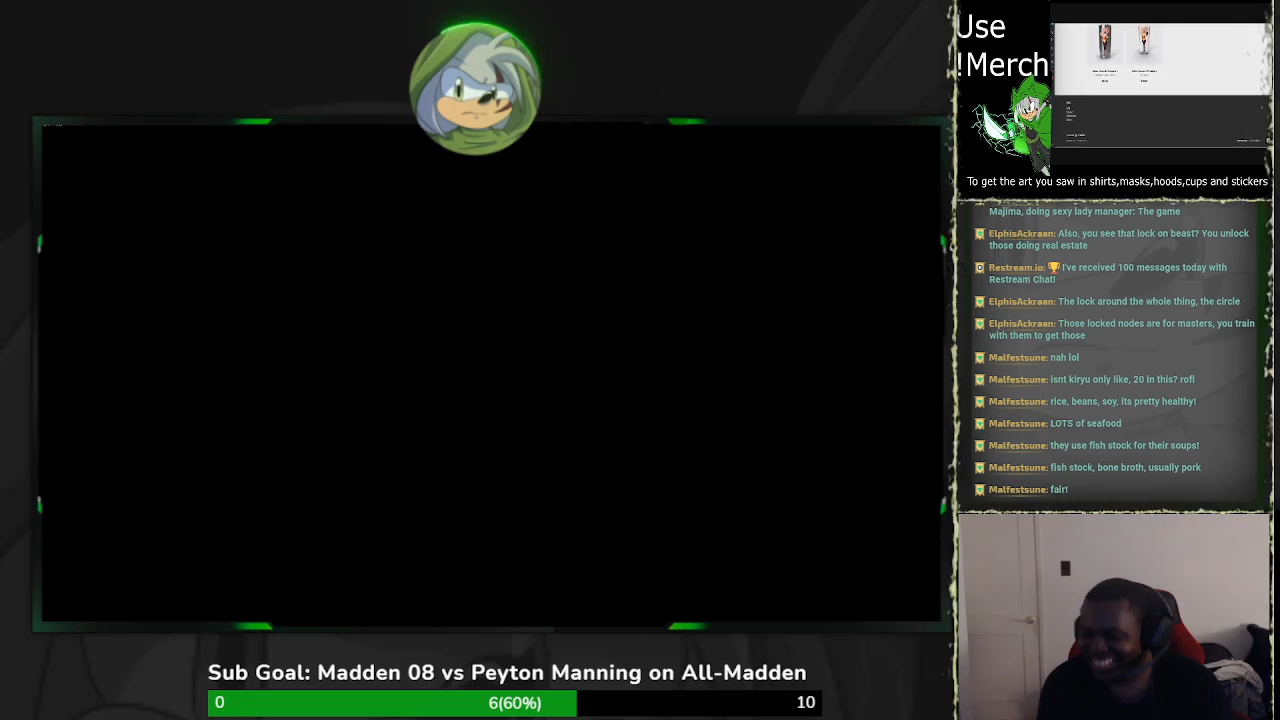 Use
!Merch
To get the art you saw in shirts,masks,hoods,cups and stickers
Majima, doing sexy lady manager: The game
ElphisAckraan: Also, you see that lock on beast? You unlock
those doing real estate
Restream.io: 🏆 I've received 100 messages today with
Restream Chat!
ElphisAckraan: The lock around the whole thing, the circle
ElphisAckraan: Those locked nodes are for masters, you train
with them to get those
Malfestsune: nah lol
Malfestsune: isnt kiryu only like, 20 in this? rofl
Malfestsune: rice, beans, soy, its pretty healthy!
Malfestsune: LOTS of seafood
Malfestsune: they use fish stock for their soups!
Malfestsune: fish stock, bone broth, usually pork
Malfestsune: fair!
Sub Goal: Madden 08 vs Peyton Manning on All-Madden
0 6(60%) 10